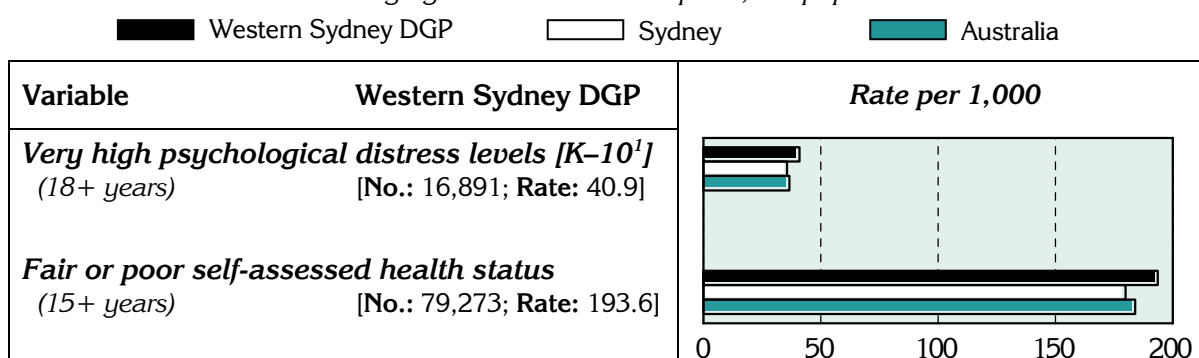 Western Sydney DGP Sydney Australia
Variable Western Sydney DGP Rate per 1,000
Very high psychological distress levels [K–10¹]
(18+ years) [No.: 16,891; Rate: 40.9]
Fair or poor self-assessed health status
(15+ years) [No.: 79,273; Rate: 193.6]
0 50 100 150 200